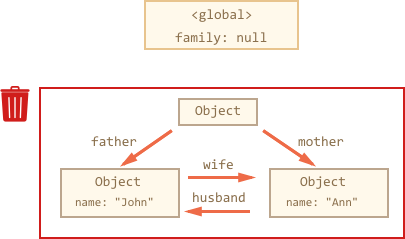 <global>
family: null
Object
father
mother
wife
Object
name: "John"
husband
Object
name: "Ann"